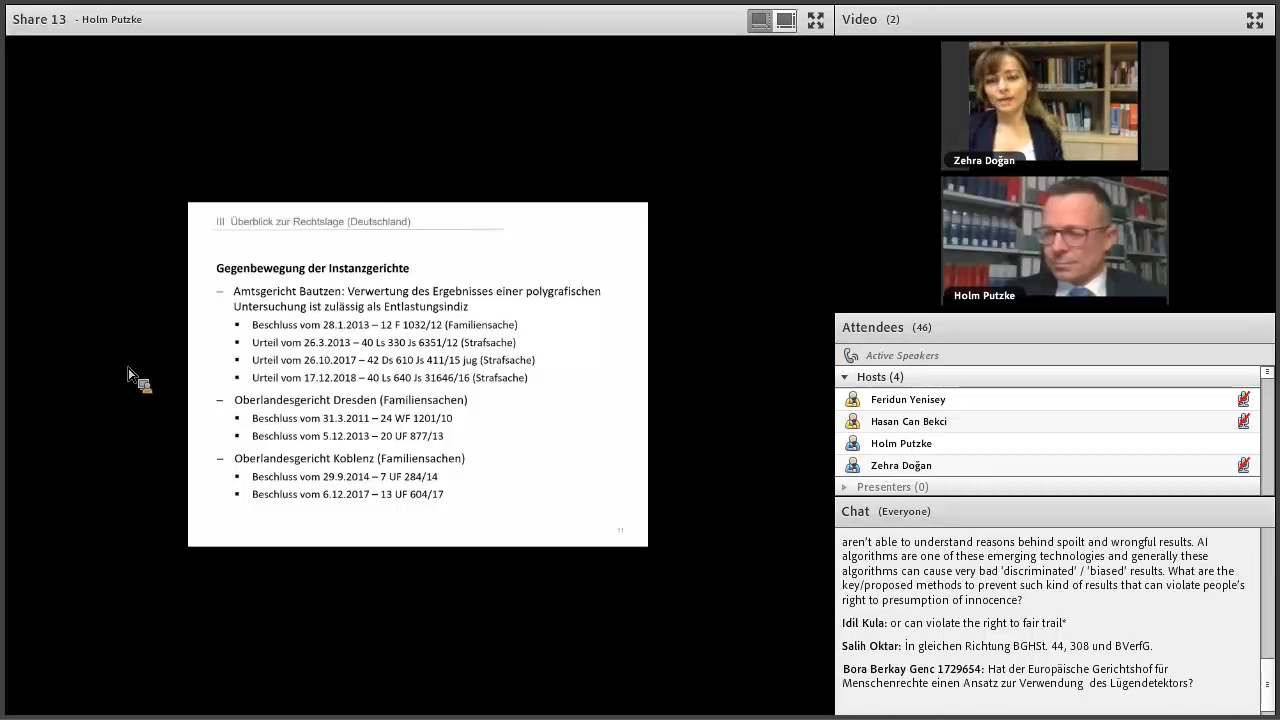 Share 13 - Holm Putzke
III Überblick zur Rechtslage (Deutschland)
Gegenbewegung der Instanzgerichte
– Amtsgericht Bautzen: Verwertung des Ergebnisses einer polygrafischen
Untersuchung ist zulässig als Entlastungsindiz
▪ Beschluss vom 28.1.2013 – 12 F 1032/12 (Familiensache)
▪ Urteil vom 26.3.2013 – 40 Ls 330 Js 6351/12 (Strafsache)
▪ Urteil vom 26.10.2017 – 42 Ds 610 Js 411/15 jug (Strafsache)
▪ Urteil vom 17.12.2018 – 40 Ls 640 Js 31646/16 (Strafsache)
– Oberlandesgericht Dresden (Familiensachen)
▪ Beschluss vom 31.3.2011 – 24 WF 1201/10
▪ Beschluss vom 5.12.2013 – 20 UF 877/13
– Oberlandesgericht Koblenz (Familiensachen)
▪ Beschluss vom 29.9.2014 – 7 UF 284/14
▪ Beschluss vom 6.12.2017 – 13 UF 604/17
11
Video (2)
Zehra Doğan
Holm Putzke
Attendees (46)
Active Speakers
Hosts (4)
Feridun Yenisey
Hasan Can Bekci
Holm Putzke
Zehra Doğan
Presenters (0)
Chat (Everyone)
aren't able to understand reasons behind spoilt and wrongful results. AI
algorithms are one of these emerging technologies and generally these
algorithms can cause very bad 'discriminated' / 'biased' results. What are the
key/proposed methods to prevent such kind of results that can violate people's
right to presumption of innocence?
Idil Kula: or can violate the right to fair trail*
Salih Oktar: İn gleichen Richtung BGHSt. 44, 308 und BVerfG.
Bora Berkay Genc 1729654: Hat der Europäische Gerichtshof für
Menschenrechte einen Ansatz zur Verwendung des Lügendetektors?